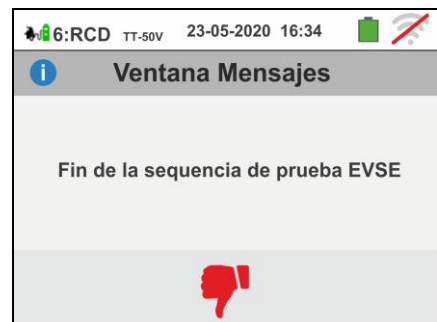 6:RCD TT-50V 23-05-2020 16:34
i Ventana Mensajes
Fin de la sequencia de prueba EVSE